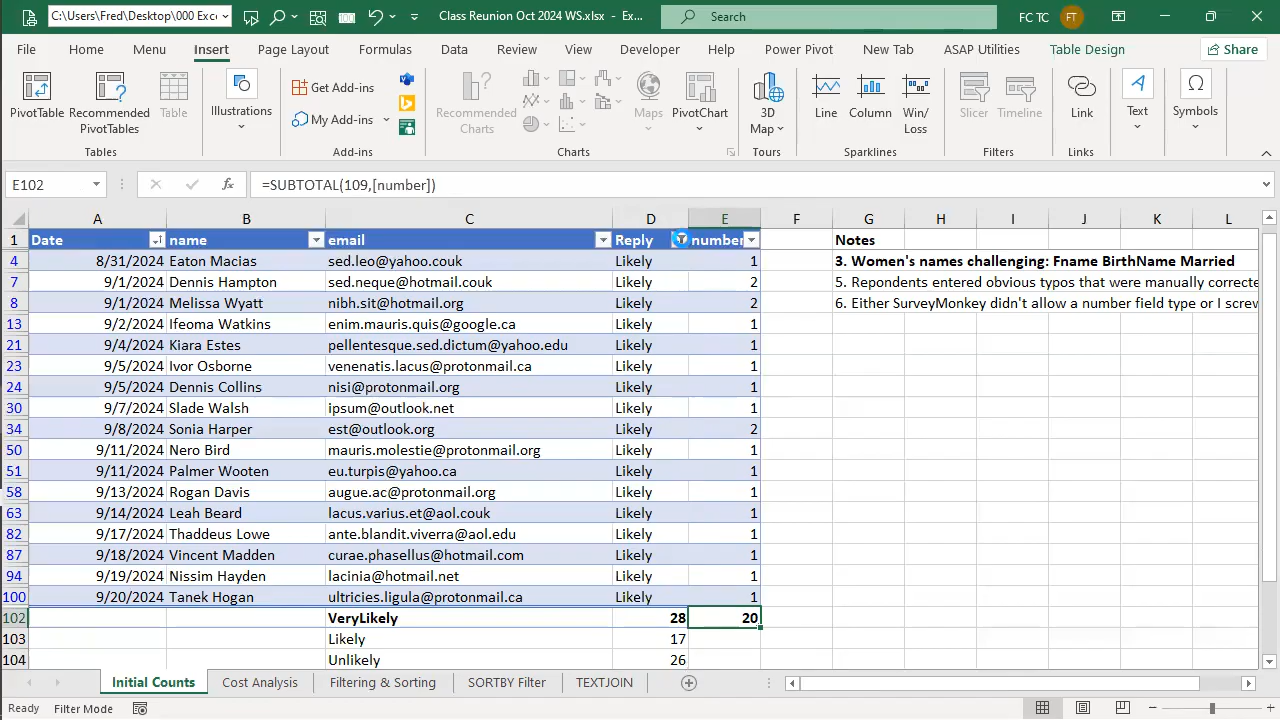 C:\Users\Fred\Desktop\000 Exce
Class Reunion Oct 2024 WS.xlsx - Ex...
Search
FC TC FT
File Home Menu Insert Page Layout Formulas Data Review View Developer Help Power Pivot New Tab ASAP Utilities Table Design Share
PivotTable Recommended PivotTables Table Illustrations Get Add-ins My Add-ins Recommended Charts Maps PivotChart 3D Map Line Column Win/Loss Slicer Timeline Link Text Symbols
Tables Add-ins Charts Tours Sparklines Filters Links
E102 fx =SUBTOTAL(109,[number])
A B C D E F G H I J K L
1 Date name email Reply number Notes
4 8/31/2024 Eaton Macias sed.leo@yahoo.couk Likely 1 3. Women's names challenging: Fname BirthName Married
7 9/1/2024 Dennis Hampton sed.neque@hotmail.couk Likely 2 5. Repondents entered obvious typos that were manually correcte
8 9/1/2024 Melissa Wyatt nibh.sit@hotmail.org Likely 2 6. Either SurveyMonkey didn't allow a number field type or I screw
13 9/2/2024 Ifeoma Watkins enim.mauris.quis@google.ca Likely 1
21 9/4/2024 Kiara Estes pellentesque.sed.dictum@yahoo.edu Likely 1
23 9/5/2024 Ivor Osborne venenatis.lacus@protonmail.ca Likely 1
24 9/5/2024 Dennis Collins nisi@protonmail.org Likely 1
30 9/7/2024 Slade Walsh ipsum@outlook.net Likely 1
34 9/8/2024 Sonia Harper est@outlook.org Likely 2
50 9/11/2024 Nero Bird mauris.molestie@protonmail.org Likely 1
51 9/11/2024 Palmer Wooten eu.turpis@yahoo.ca Likely 1
58 9/13/2024 Rogan Davis augue.ac@protonmail.org Likely 1
63 9/14/2024 Leah Beard lacus.varius.et@aol.couk Likely 1
82 9/17/2024 Thaddeus Lowe ante.blandit.viverra@aol.edu Likely 1
87 9/18/2024 Vincent Madden curae.phasellus@hotmail.com Likely 1
94 9/19/2024 Nissim Hayden lacinia@hotmail.net Likely 1
100 9/20/2024 Tanek Hogan ultricies.ligula@protonmail.ca Likely 1
102 VeryLikely 28 20
103 Likely 17
104 Unlikely 26
Initial Counts Cost Analysis Filtering & Sorting SORTBY Filter TEXTJOIN
Ready Filter Mode